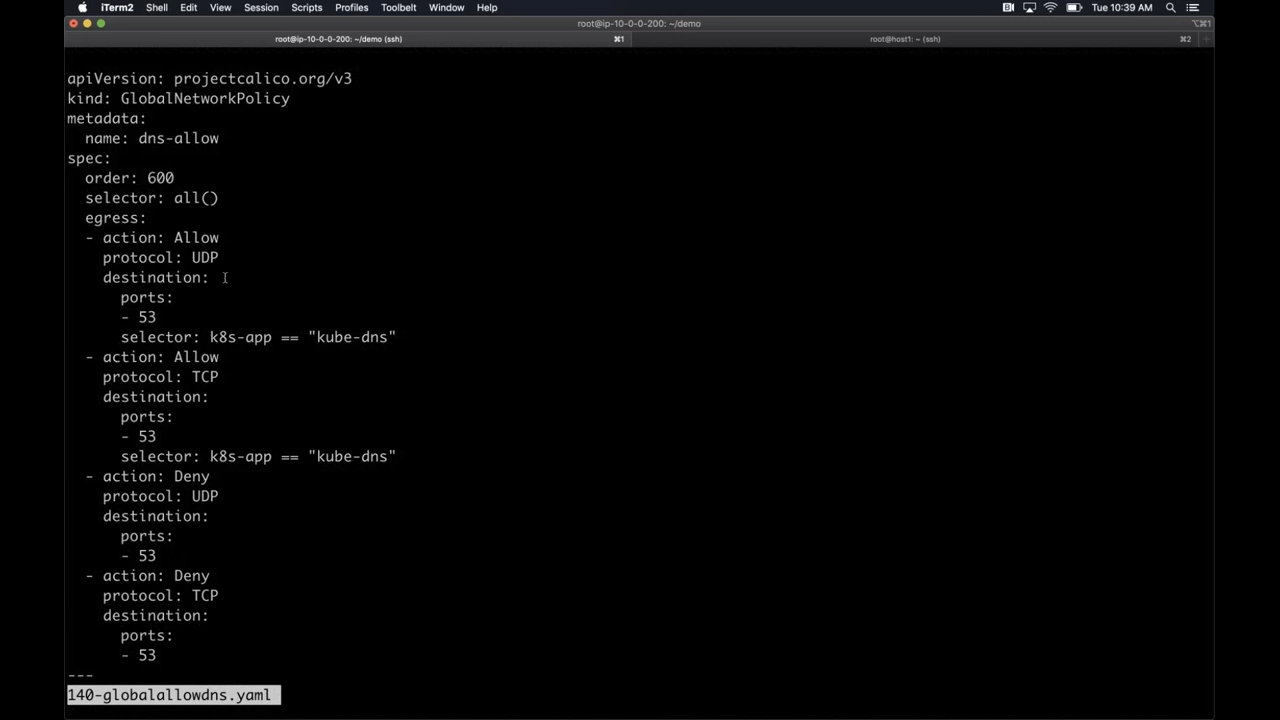 iTerm2 Shell Edit View Session Scripts Profiles Toolbelt Window Help Tue 10:39 AM
root@ip-10-0-0-200: ~/demo ⌥⌘1
root@ip-10-0-0-200: ~/demo (ssh) ⌘1 root@host1: ~ (ssh) ⌘2
apiVersion: projectcalico.org/v3
kind: GlobalNetworkPolicy
metadata:
  name: dns-allow
spec:
  order: 600
  selector: all()
  egress:
  - action: Allow
    protocol: UDP
    destination:
      ports:
      - 53
      selector: k8s-app == "kube-dns"
  - action: Allow
    protocol: TCP
    destination:
      ports:
      - 53
      selector: k8s-app == "kube-dns"
  - action: Deny
    protocol: UDP
    destination:
      ports:
      - 53
  - action: Deny
    protocol: TCP
    destination:
      ports:
      - 53
---
140-globalallowdns.yaml